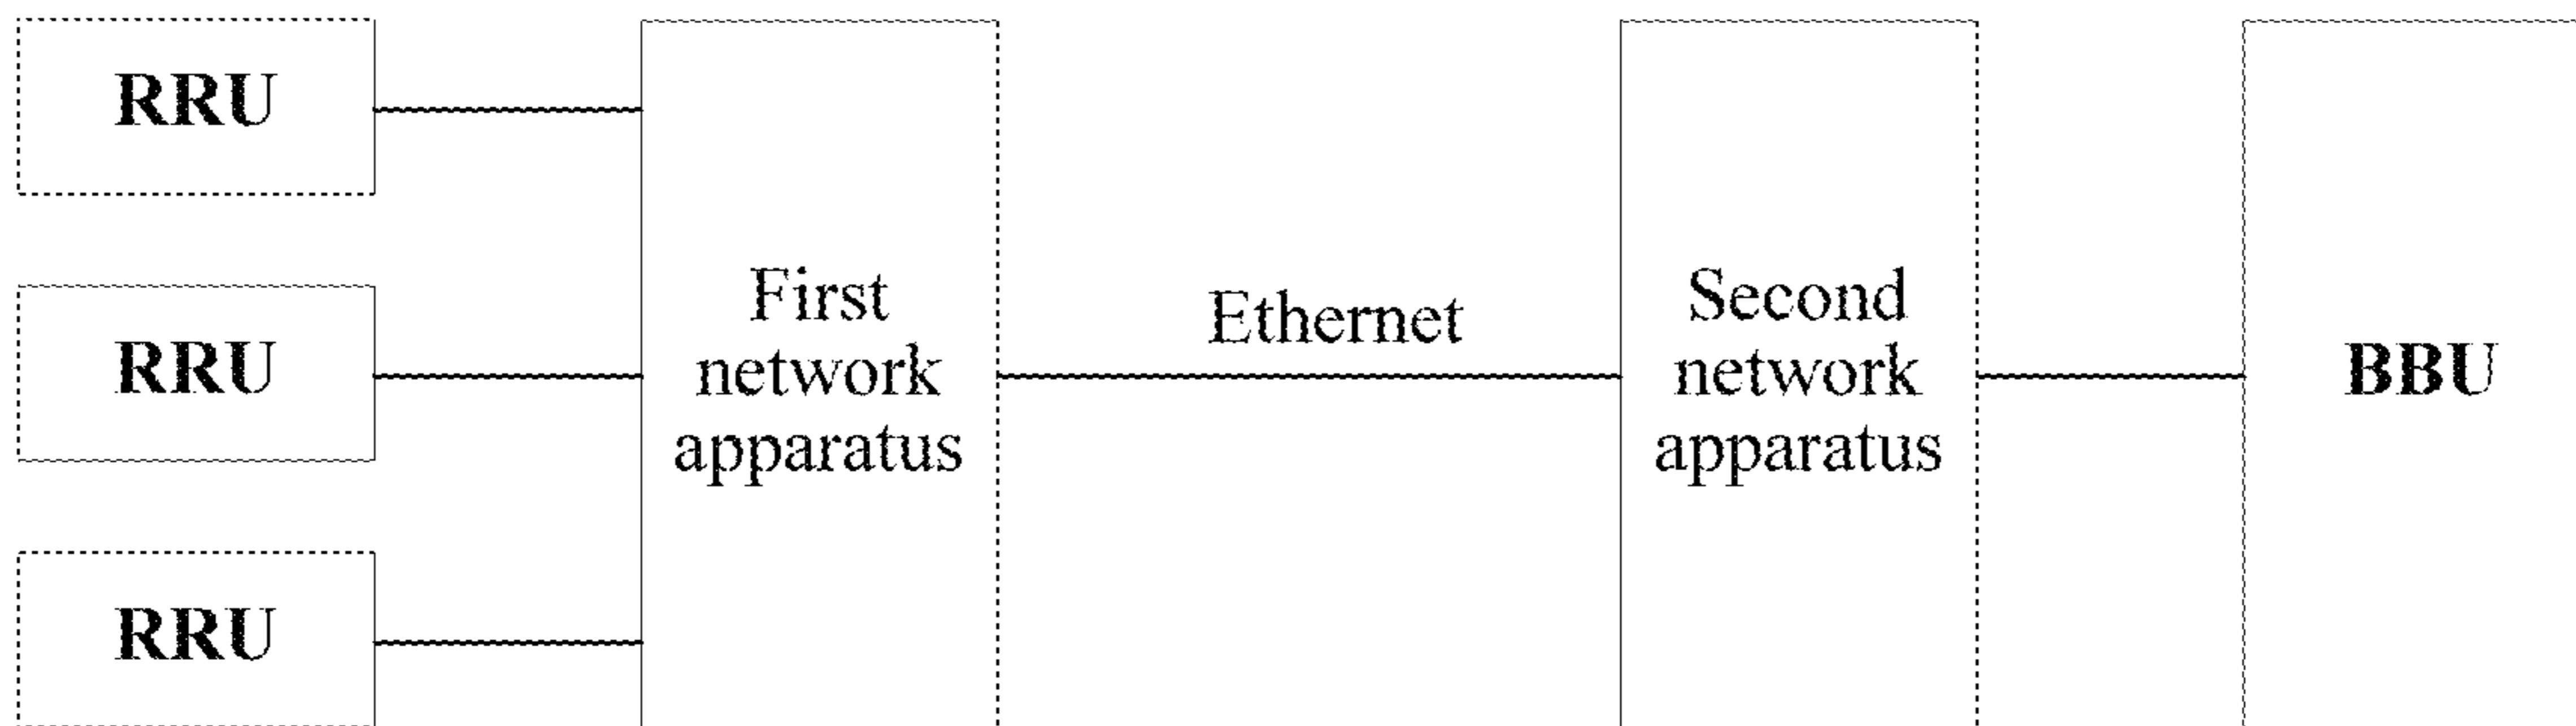 RRU
RRU
RRU
First
network
apparatus
Ethernet
Second
network
apparatus
BBU